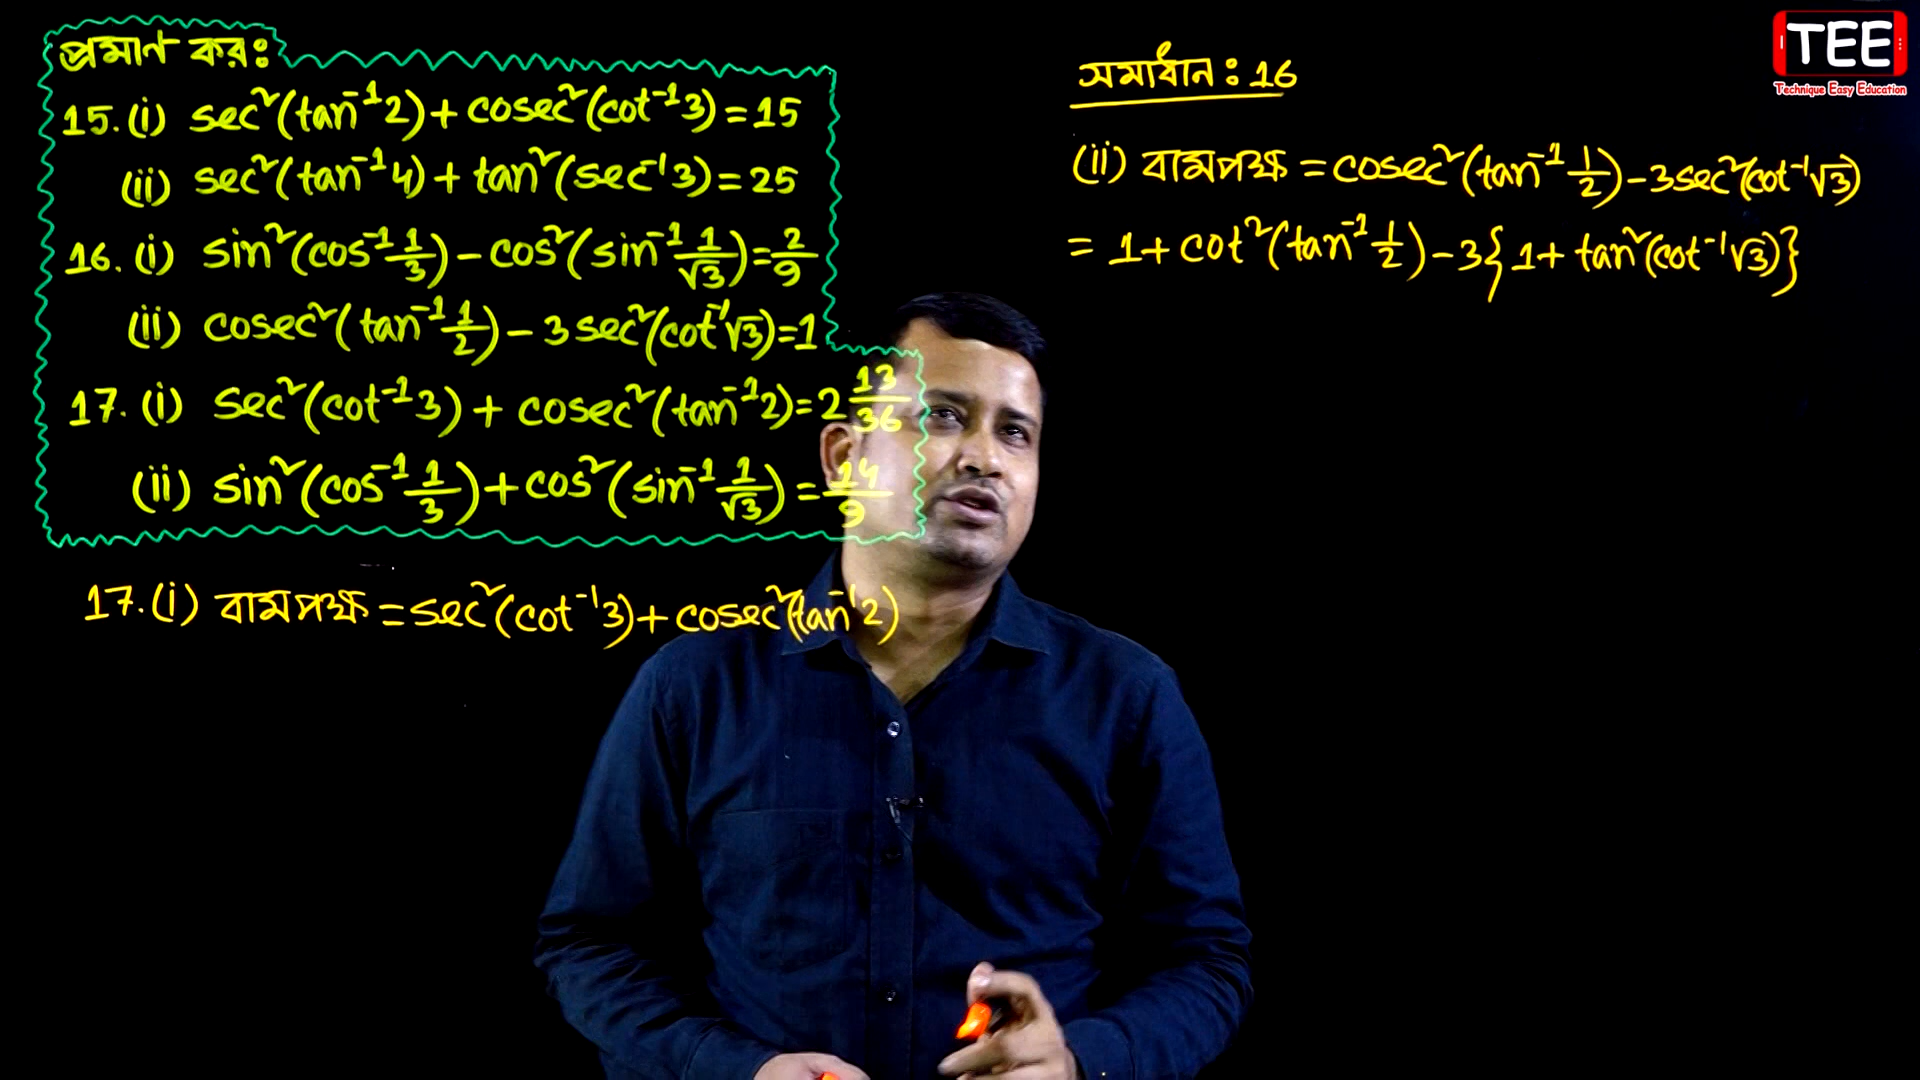 প্রমাণ কর:
15. (i) sec²(tan⁻¹2) + cosec²(cot⁻¹3) = 15
(ii) sec²(tan⁻¹4) + tan²(sec⁻¹3) = 25
16. (i) sin²(cos⁻¹ 1/3) - cos²(sin⁻¹ 1/√3) = 2/9
(ii) cosec²(tan⁻¹ 1/2) - 3 sec²(cot⁻¹√3) = 1
17. (i) sec²(cot⁻¹3) + cosec²(tan⁻¹2) = 2 13/36
(ii) sin²(cos⁻¹ 1/3) + cos²(sin⁻¹ 1/√3) = 14/9
17. (i) বামপক্ষ = sec²(cot⁻¹3) + cosec²(tan⁻¹2)
সমাধান : 16
(ii) বামপক্ষ = cosec²(tan⁻¹ 1/2) - 3sec²(cot⁻¹√3)
= 1 + cot²(tan⁻¹ 1/2) - 3{1 + tan²(cot⁻¹√3)}
TEE
Technique Easy Education